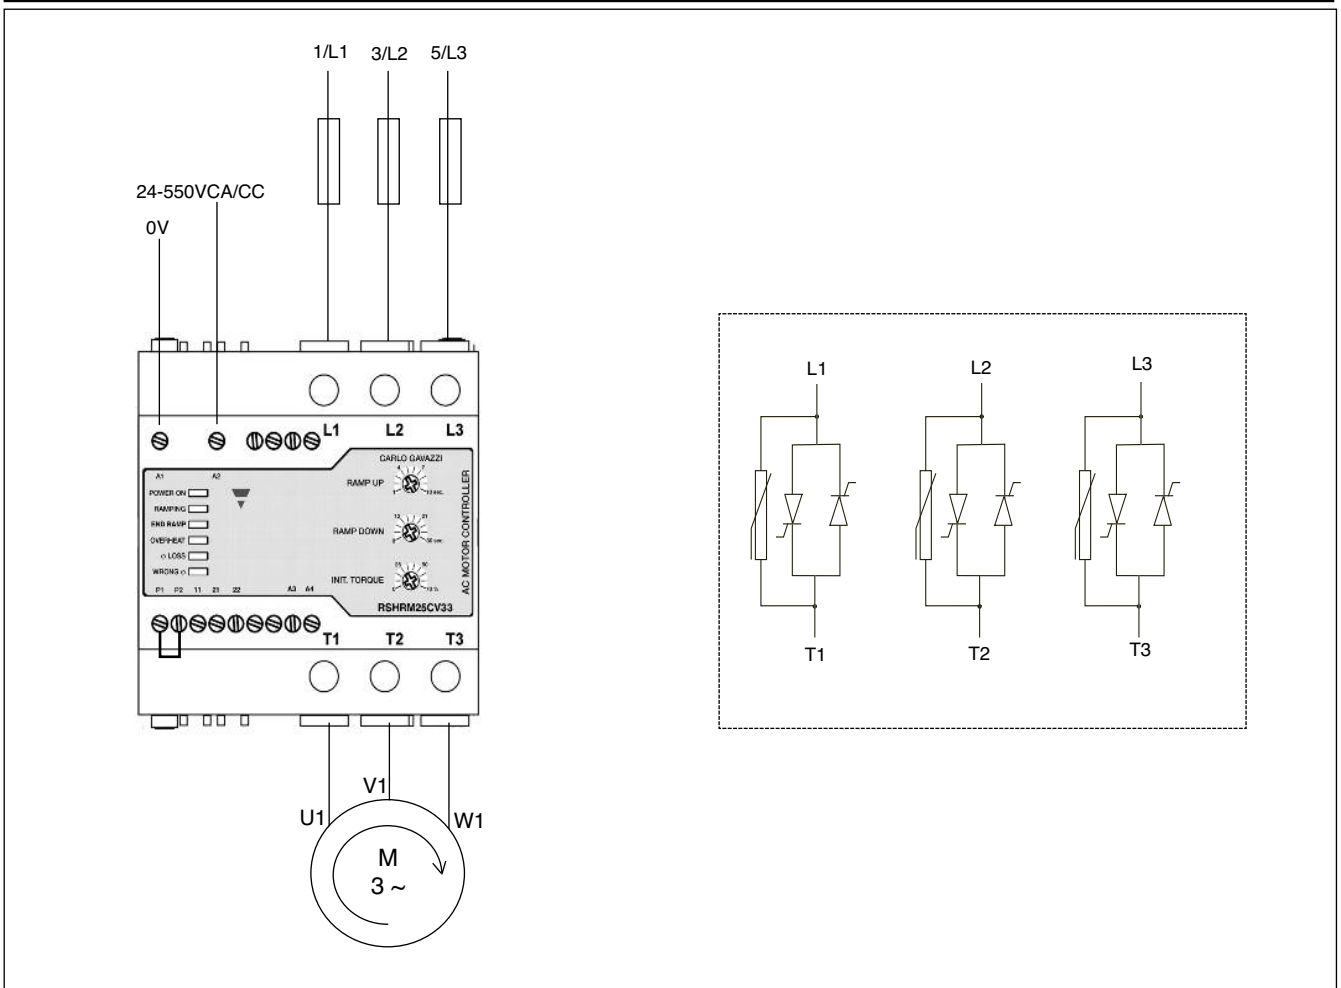 1/L1 3/L2 5/L3
24-550VCA/CC
0V
L1 L2 L3
CARLO GAVAZZI
A1 A2
RAMP UP
POWER ON
RAMPING
END RAMP
RAMP DOWN
OVERHEAT
LOSS
WRONG
INIT. TORQUE
AC MOTOR CONTROLLER
P1 P2 11 21 22 A3 A4
RSHRM25CV33
T1 T2 T3
V1
U1 W1
M
3 ~
L1 L2 L3
T1 T2 T3